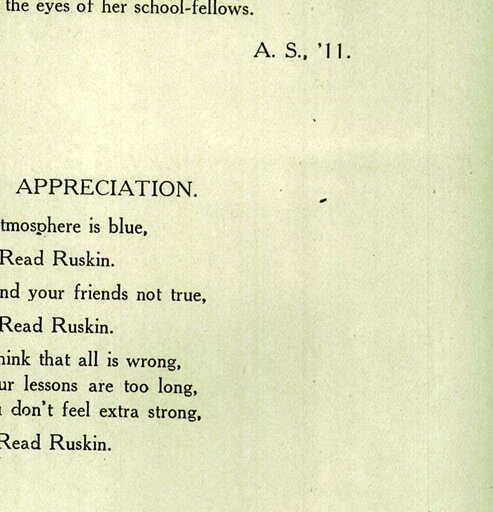 the eyes of her school-fellows.
A. S., '11.
APPRECIATION.
tmosphere is blue,
Read Ruskin.
nd your friends not true,
Read Ruskin.
hink that all is wrong,
ur lessons are too long,
don't feel extra strong,
Read Ruskin.